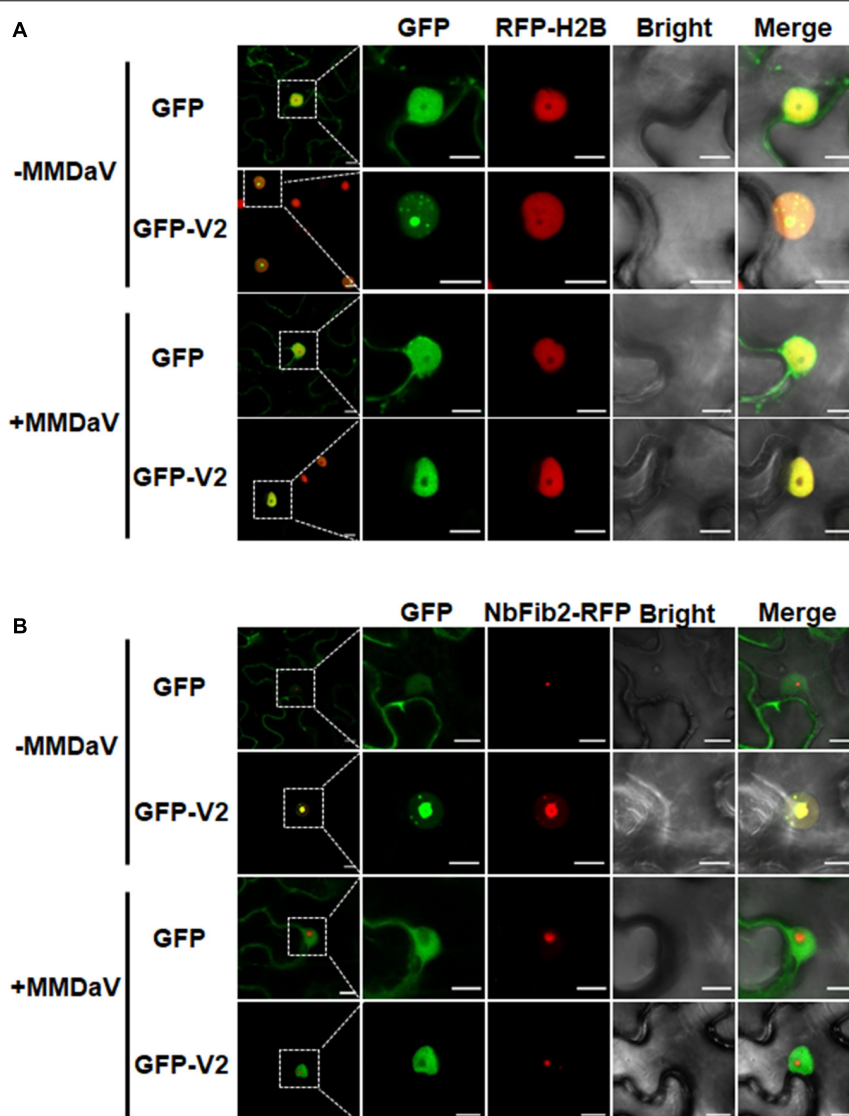 A
GFP RFP-H2B Bright Merge
-MMDaV
GFP
GFP-V2
+MMDaV
GFP
GFP-V2
B
GFP NbFib2-RFP Bright Merge
-MMDaV
GFP
GFP-V2
+MMDaV
GFP
GFP-V2